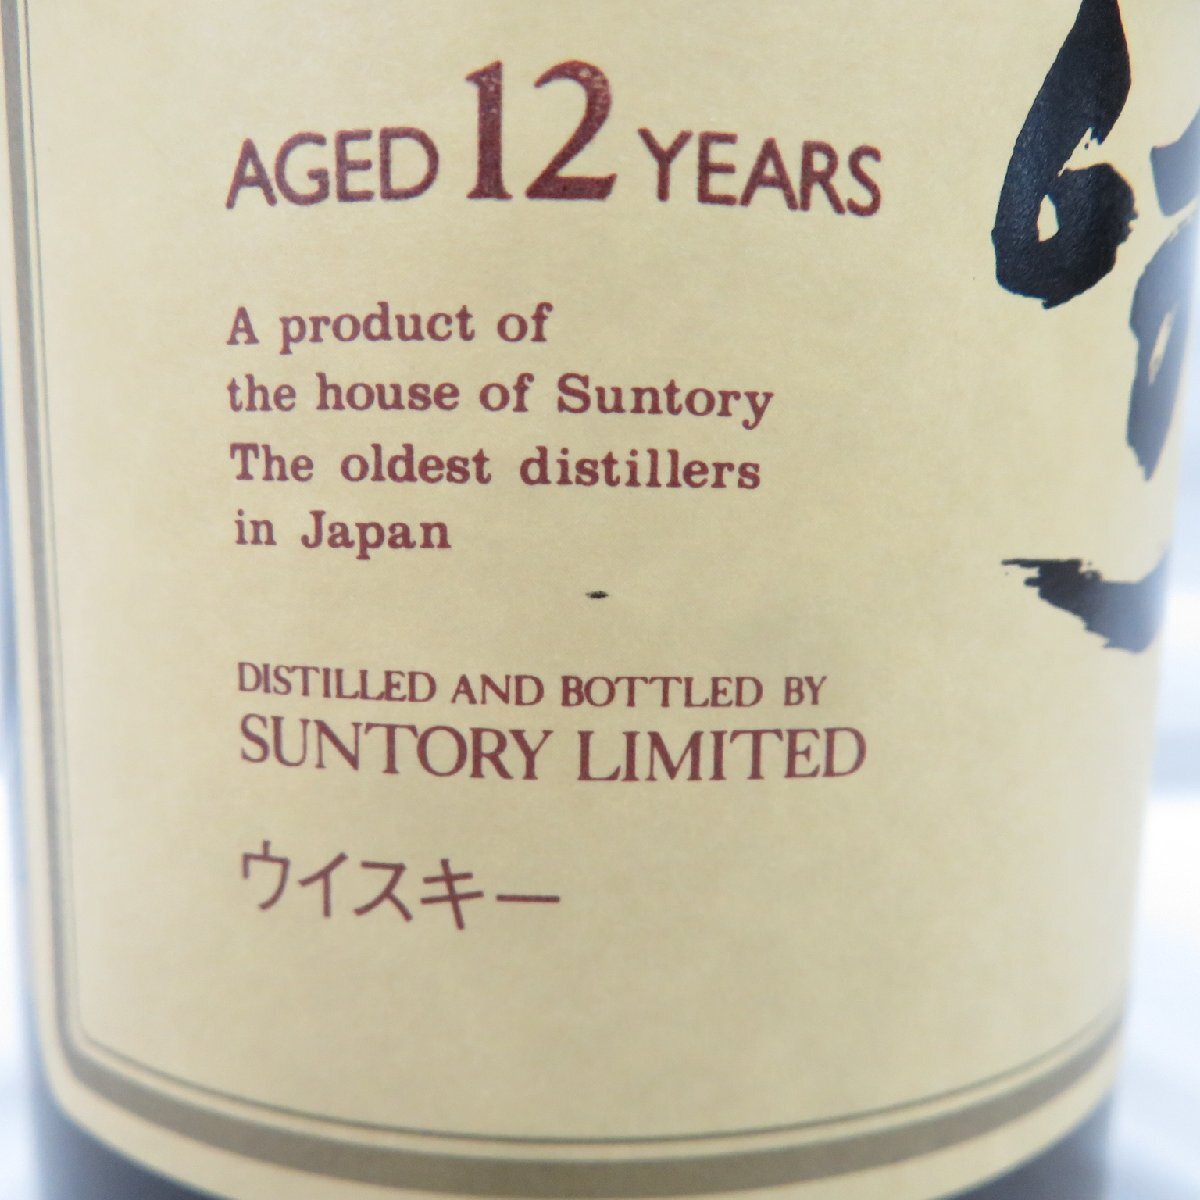 AGED 12 YEARS
A product of
the house of Suntory
The oldest distillers
in Japan
DISTILLED AND BOTTLED BY
SUNTORY LIMITED
ウイスキー